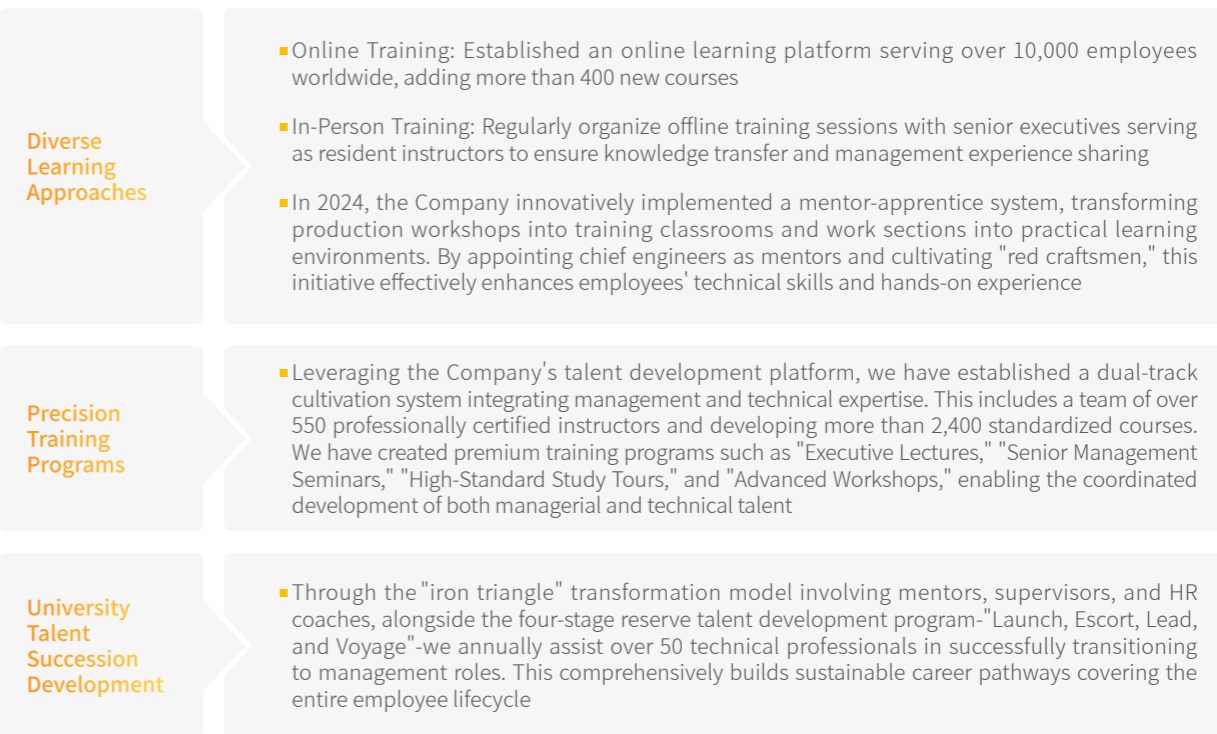 Diverse
Learning
Approaches
Online Training: Established an online learning platform serving over 10,000 employees
worldwide, adding more than 400 new courses
In-Person Training: Regularly organize offline training sessions with senior executives serving
as resident instructors to ensure knowledge transfer and management experience sharing
In 2024, the Company innovatively implemented a mentor-apprentice system, transforming
production workshops into training classrooms and work sections into practical learning
environments. By appointing chief engineers as mentors and cultivating "red craftsmen," this
initiative effectively enhances employees' technical skills and hands-on experience
Precision
Training
Programs
Leveraging the Company's talent development platform, we have established a dual-track
cultivation system integrating management and technical expertise. This includes a team of over
550 professionally certified instructors and developing more than 2,400 standardized courses.
We have created premium training programs such as "Executive Lectures," "Senior Management
Seminars," "High-Standard Study Tours," and "Advanced Workshops," enabling the coordinated
development of both managerial and technical talent
University
Talent
Succession
Development
Through the "iron triangle" transformation model involving mentors, supervisors, and HR
coaches, alongside the four-stage reserve talent development program-"Launch, Escort, Lead,
and Voyage"-we annually assist over 50 technical professionals in successfully transitioning
to management roles. This comprehensively builds sustainable career pathways covering the
entire employee lifecycle